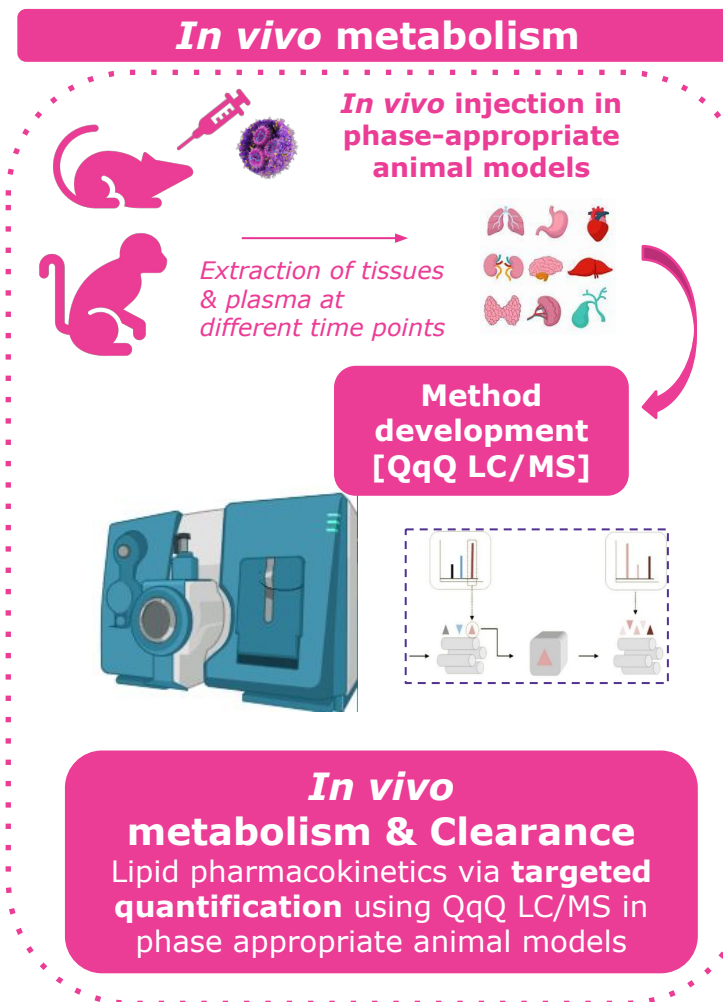 In vivo metabolism
In vivo injection in
phase-appropriate
animal models
Extraction of tissues
& plasma at
different time points
Method
development
[QqQ LC/MS]
In vivo
metabolism & Clearance
Lipid pharmacokinetics via targeted
quantification using QqQ LC/MS in
phase appropriate animal models